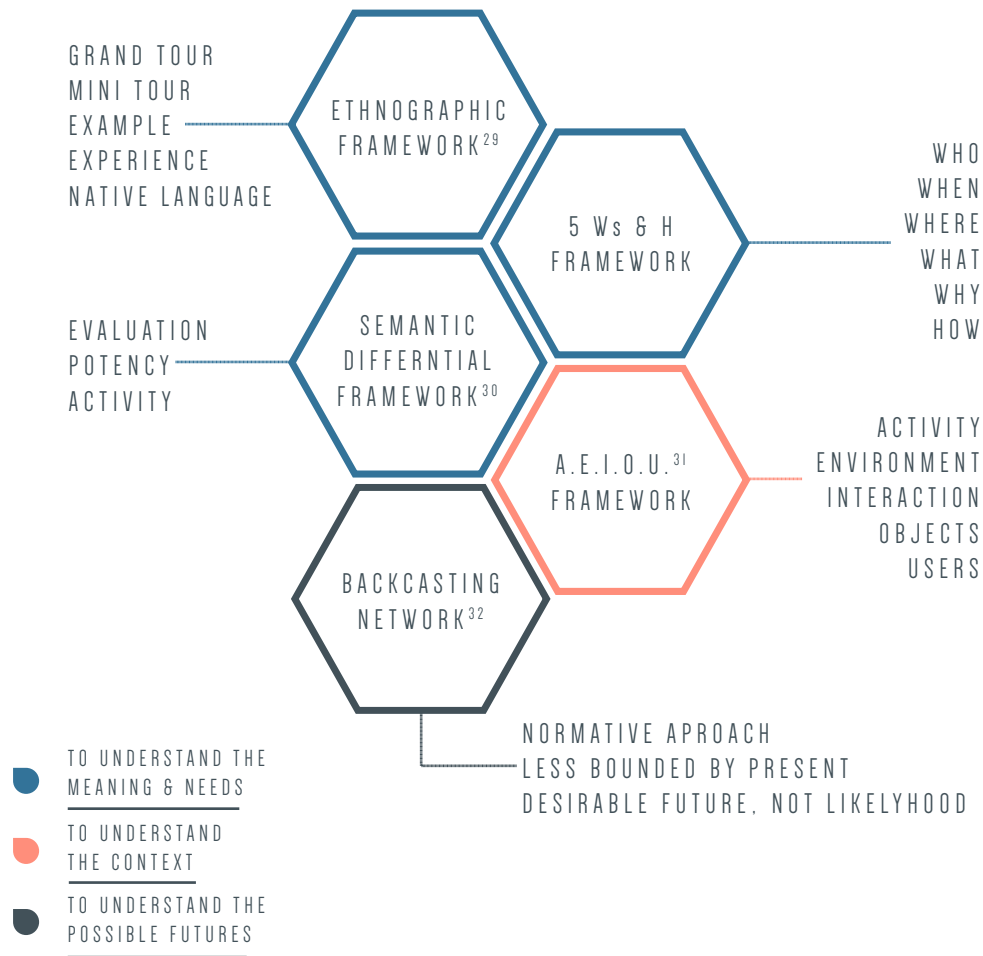 GRAND TOUR
MINI TOUR
EXAMPLE
EXPERIENCE
NATIVE LANGUAGE
ETHNOGRAPHIC
FRAMEWORK29
5 Ws & H
FRAMEWORK
WHO
WHEN
WHERE
WHAT
WHY
HOW
EVALUATION
POTENCY
ACTIVITY
SEMANTIC
DIFFERNTIAL
FRAMEWORK30
A.E.I.O.U.31
FRAMEWORK
ACTIVITY
ENVIRONMENT
INTERACTION
OBJECTS
USERS
BACKCASTING
NETWORK32
NORMATIVE APROACH
LESS BOUNDED BY PRESENT
DESIRABLE FUTURE, NOT LIKELYHOOD
TO UNDERSTAND THE
MEANING & NEEDS
TO UNDERSTAND
THE CONTEXT
TO UNDERSTAND THE
POSSIBLE FUTURES